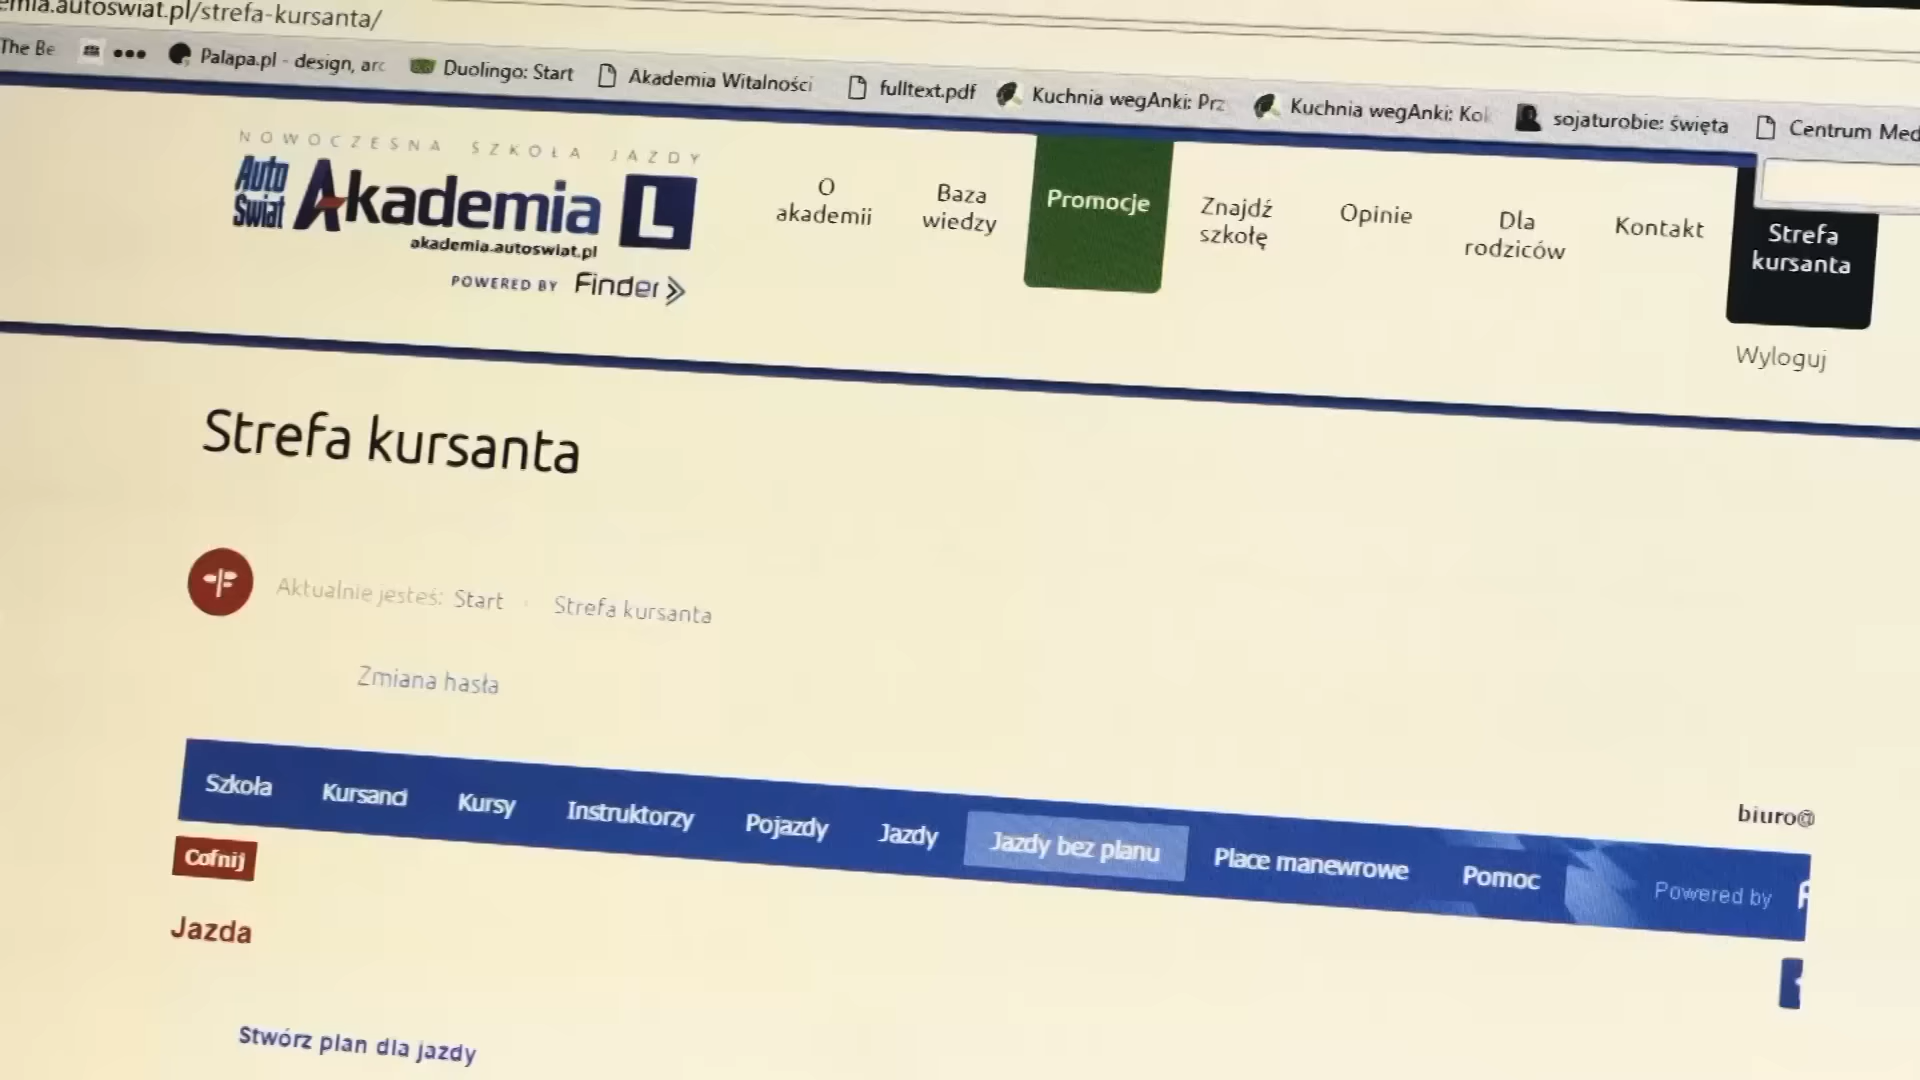 akademia.autoswiat.pl/strefa-kursanta/
The Be
Palapa.pl - design, arc
Duolingo: Start
Akademia Witalności
fulltext.pdf
Kuchnia wegAnki: Prz
Kuchnia wegAnki: Kok
sojaturobie: święta
Centrum Med
NOWOCZESNA SZKOŁA JAZDY
Auto Świat Akademia L
akademia.autoswiat.pl
POWERED BY Finder
O akademii
Baza wiedzy
Promocje
Znajdź szkołę
Opinie
Dla rodziców
Kontakt
Strefa kursanta
Wyloguj
Strefa kursanta
Aktualnie jesteś: Start Strefa kursanta
Zmiana hasła
biuro@
Szkoła Kursanci Kursy Instruktorzy Pojazdy Jazdy Jazdy bez planu Place manewrowe Pomoc Powered by
Cofnij
Jazda
Stwórz plan dla jazdy